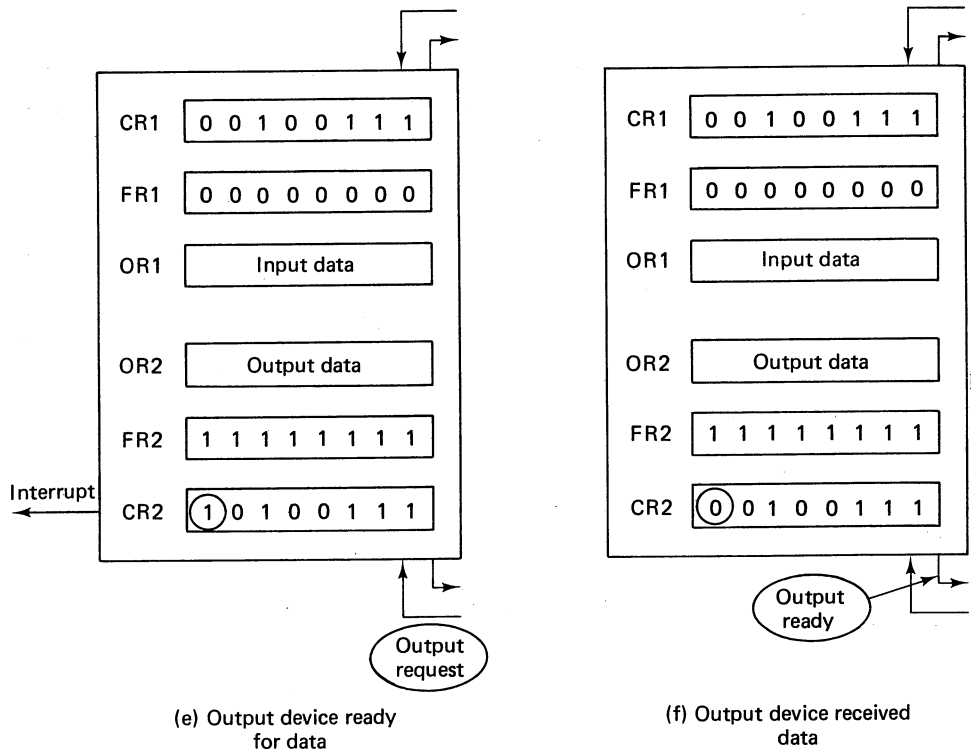 CR1 0 0 1 0 0 1 1 1
FR1 0 0 0 0 0 0 0 0
OR1 Input data
OR2 Output data
FR2 1 1 1 1 1 1 1 1
Interrupt
CR2 1 0 1 0 0 1 1 1
Output
request
(e) Output device ready
for data
CR1 0 0 1 0 0 1 1 1
FR1 0 0 0 0 0 0 0 0
OR1 Input data
OR2 Output data
FR2 1 1 1 1 1 1 1 1
CR2 0 0 1 0 0 1 1 1
Output
ready
(f) Output device received
data